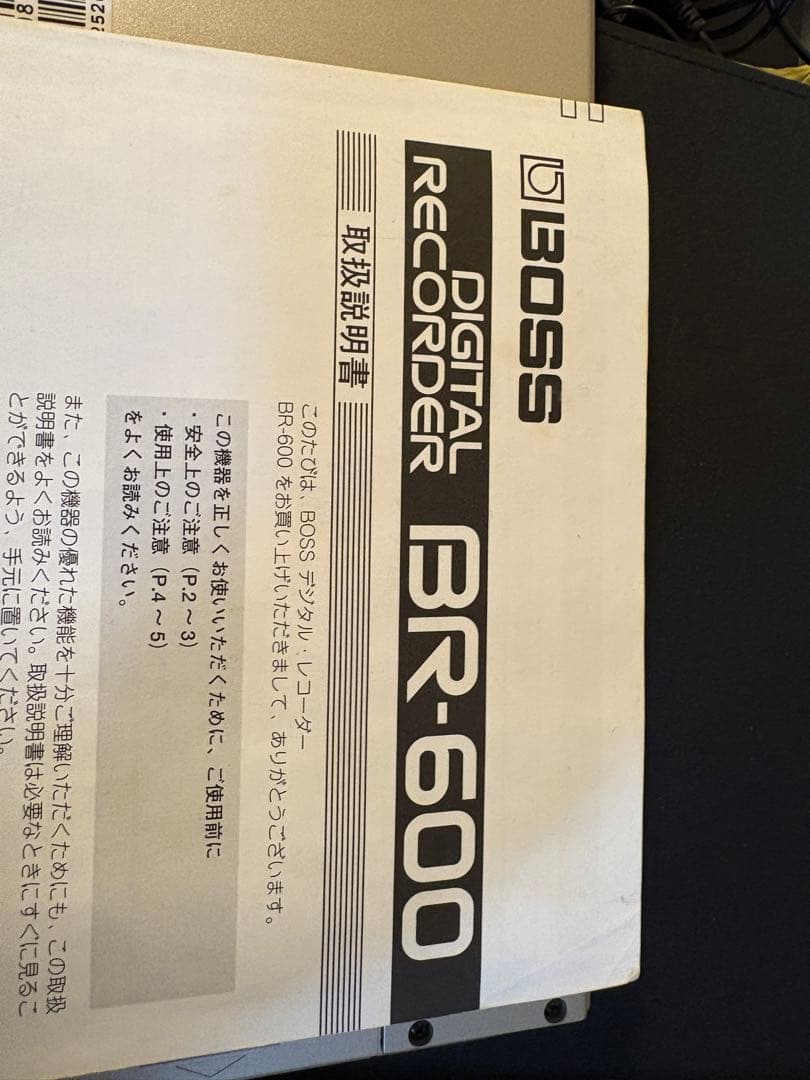 BOSS
DIGITAL
RECORDER BR-600
取扱説明書
このたびは、BOSS デジタル・レコーダー
BR-600 をお買い上げいただきまして、ありがとうございます。
この機器を正しくお使いいただくために、ご使用前に
・安全上のご注意（P.2 〜 3）
・使用上のご注意（P.4 〜 5）
をよくお読みください。
また、この機器の優れた機能を十分ご理解いただくためにも、この取扱
説明書をよくお読みください。取扱説明書は必要なときにすぐに見るこ
とができるよう、手元に置いてください。